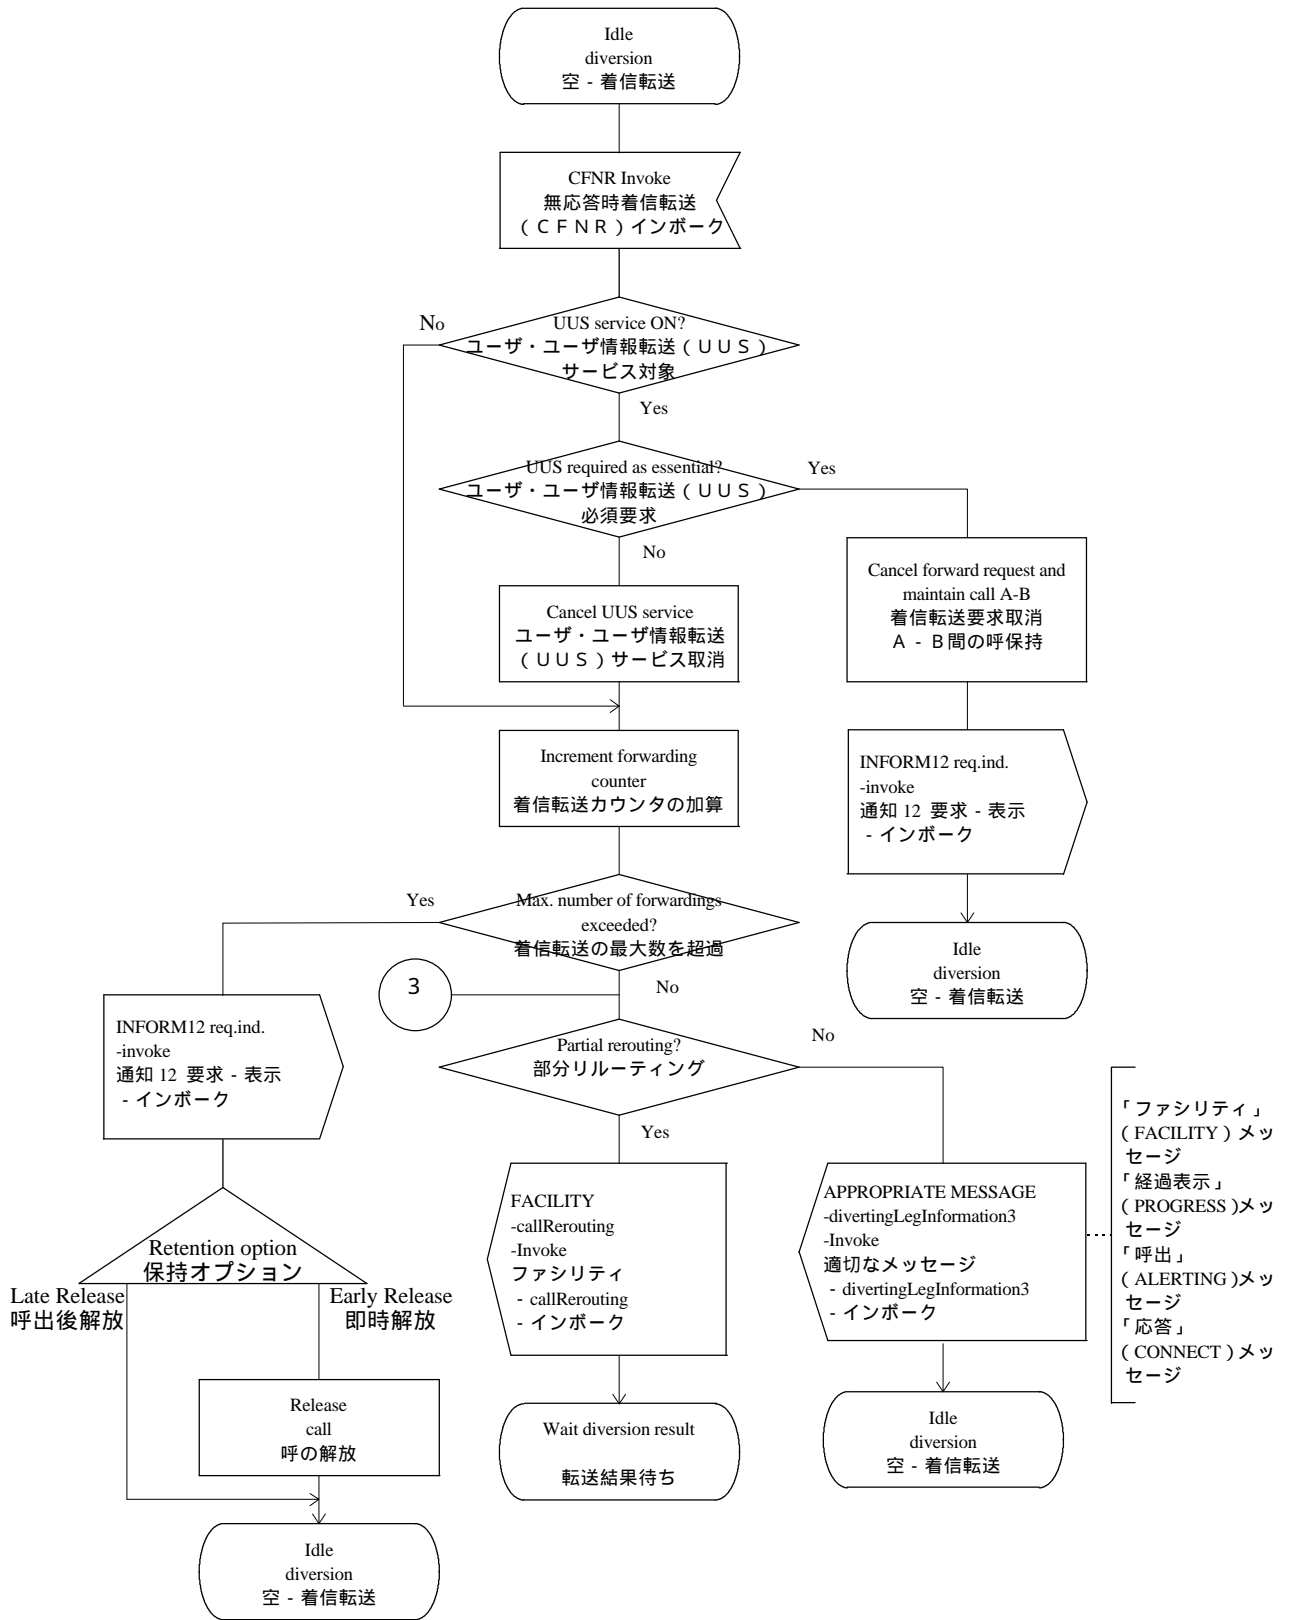 Idle
diversion
空 - 着信転送
CFNR Invoke
無応答時着信転送
(ＣＦＮＲ)インボーク
No
UUS service ON?
ユーザ・ユーザ情報転送(ＵＵＳ)
サービス対象
Yes
UUS required as essential?
ユーザ・ユーザ情報転送(ＵＵＳ)
必須要求
Yes
No
Cancel UUS service
ユーザ・ユーザ情報転送
(ＵＵＳ)サービス取消
Cancel forward request and
maintain call A-B
着信転送要求取消
Ａ - Ｂ間の呼保持
Increment forwarding
counter
着信転送カウンタの加算
INFORM12 req.ind.
-invoke
通知 12 要求 - 表示
- インボーク
Idle
diversion
空 - 着信転送
Yes
Max. number of forwardings
exceeded?
着信転送の最大数を超過
3
No
INFORM12 req.ind.
-invoke
通知 12 要求 - 表示
- インボーク
Partial rerouting?
部分リルーティング
No
Yes
Retention option
保持オプション
Late Release
呼出後解放
Early Release
即時解放
FACILITY
-callRerouting
-Invoke
ファシリティ
- callRerouting
- インボーク
APPROPRIATE MESSAGE
-divertingLegInformation3
-Invoke
適切なメッセージ
- divertingLegInformation3
- インボーク
「ファシリティ」
(FACILITY)メッ
セージ
「経過表示」
(PROGRESS)メッ
セージ
「呼出」
(ALERTING)メッ
セージ
「応答」
(CONNECT)メッ
セージ
Release
call
呼の解放
Wait diversion result
転送結果待ち
Idle
diversion
空 - 着信転送
Idle
diversion
空 - 着信転送